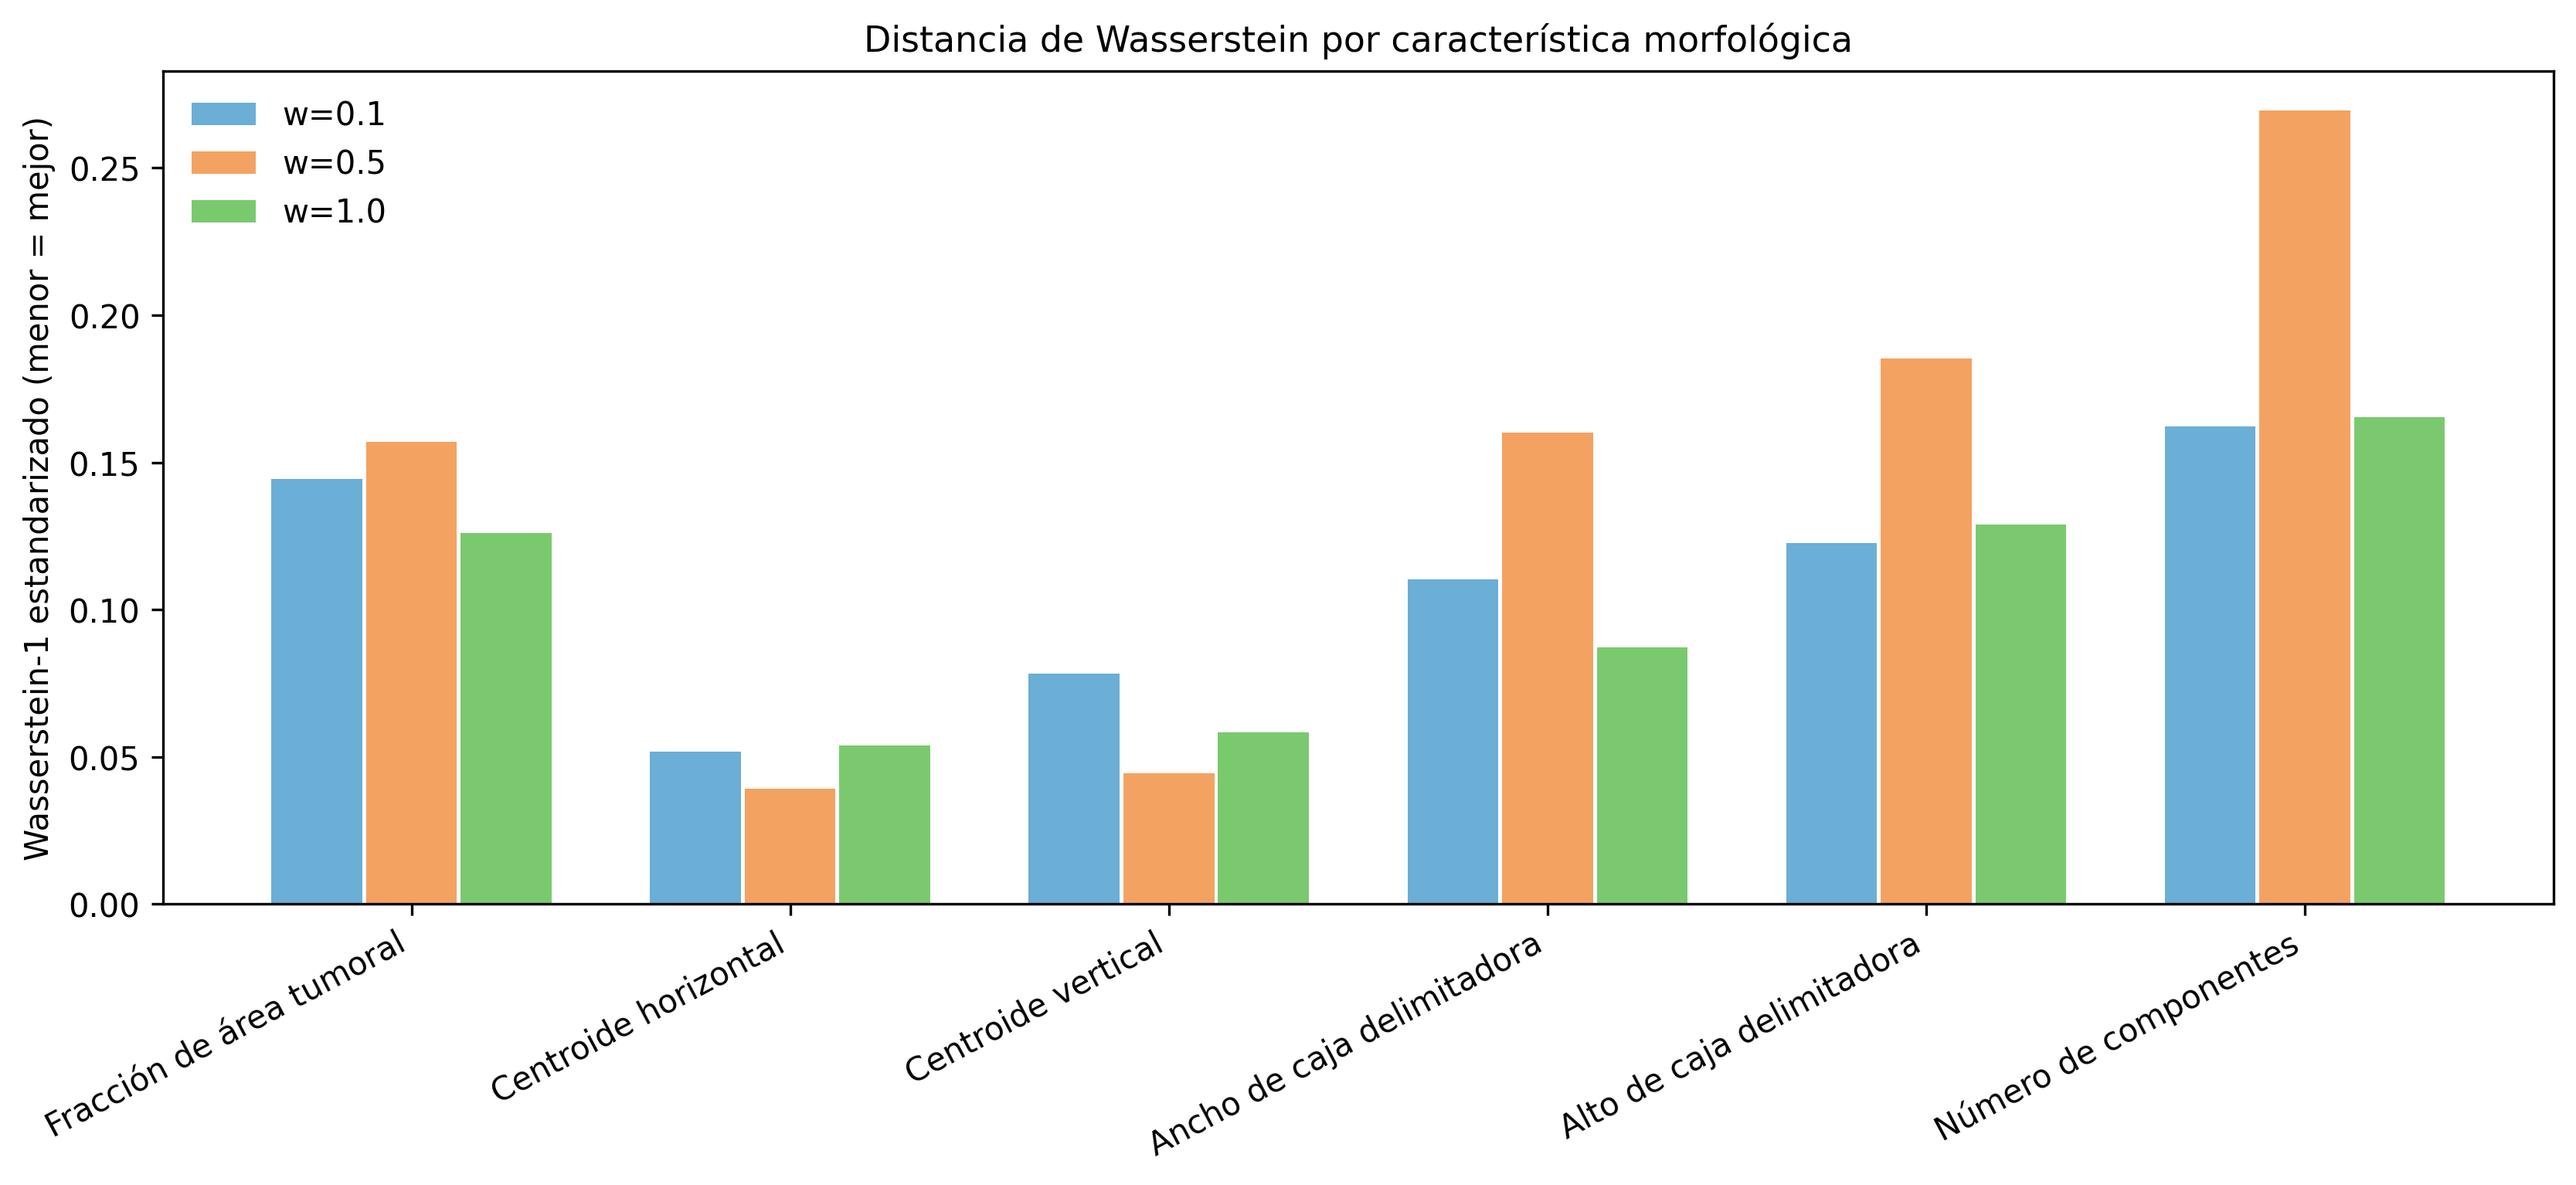 Distancia de Wasserstein por característica morfológica
Wasserstein-1 estandarizado (menor = mejor)
w=0.1
w=0.5
w=1.0
0.25
0.20
0.15
0.10
0.05
0.00
Fracción de área tumoral
Centroide horizontal
Centroide vertical
Ancho de caja delimitadora
Alto de caja delimitadora
Número de componentes